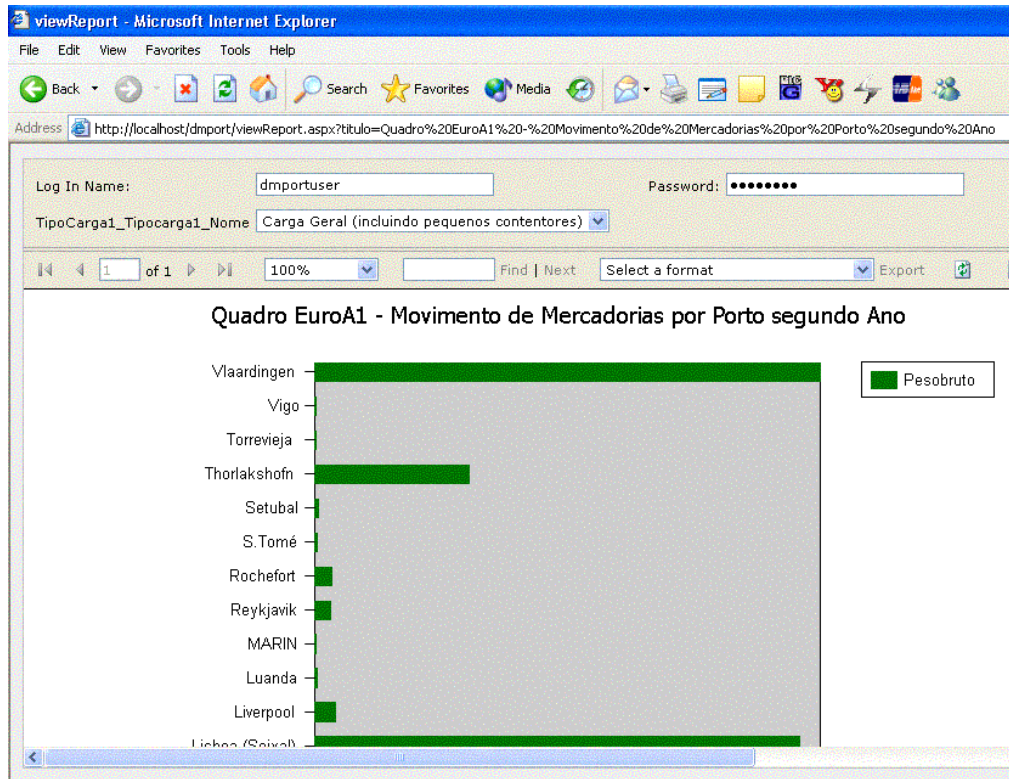 viewReport - Microsoft Internet Explorer
File Edit View Favorites Tools Help
Back Search Favorites Media
Address http://localhost/dmport/viewReport.aspx?titulo=Quadro%20EuroA1%20-%20Movimento%20de%20Mercadorias%20por%20Porto%20segundo%20Ano
Log In Name: dmportuser Password: ●●●●●●●●
TipoCarga1_Tipocarga1_Nome Carga Geral (incluindo pequenos contentores)
1 of 1 100% Find | Next Select a format Export
Quadro EuroA1 - Movimento de Mercadorias por Porto segundo Ano
Vlaardingen
Pesobruto
Vigo
Torrevieja
Thorlakshofn
Setubal
S.Tomé
Rochefort
Reykjavik
MARIN
Luanda
Liverpool
Lisboa (Seixal)